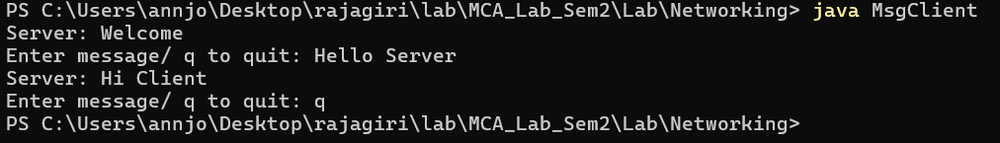 PS C:\Users\annjo\Desktop\rajagiri\lab\MCA_Lab_Sem2\Lab\Networking> java MsgClient
Server: Welcome
Enter message/ q to quit: Hello Server
Server: Hi Client
Enter message/ q to quit: q
PS C:\Users\annjo\Desktop\rajagiri\lab\MCA_Lab_Sem2\Lab\Networking>